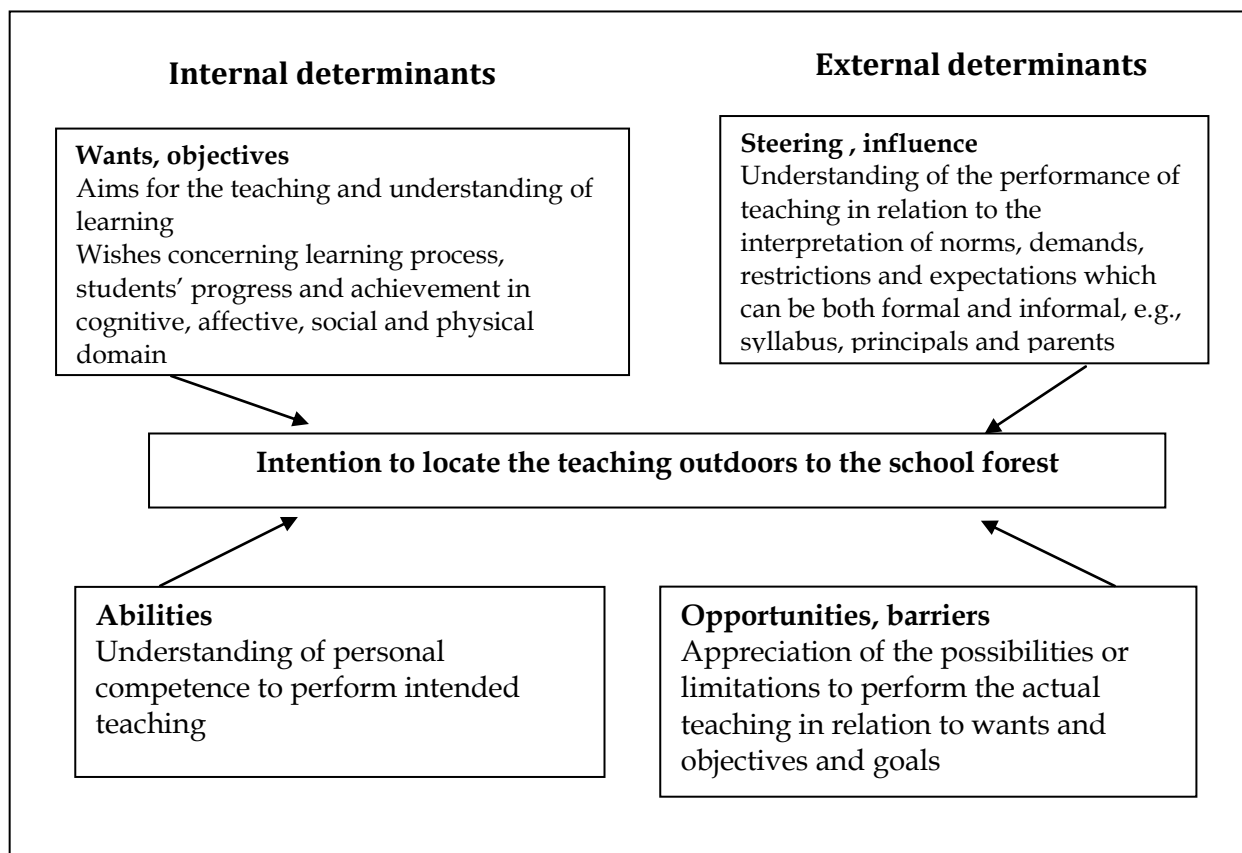 Internal determinants
External determinants
Wants, objectives
Aims for the teaching and understanding of
learning
Wishes concerning learning process,
students’ progress and achievement in
cognitive, affective, social and physical
domain
Steering , influence
Understanding of the performance of
teaching in relation to the
interpretation of norms, demands,
restrictions and expectations which
can be both formal and informal, e.g.,
syllabus, principals and parents
Intention to locate the teaching outdoors to the school forest
Abilities
Understanding of personal
competence to perform intended
teaching
Opportunities, barriers
Appreciation of the possibilities or
limitations to perform the actual
teaching in relation to wants and
objectives and goals